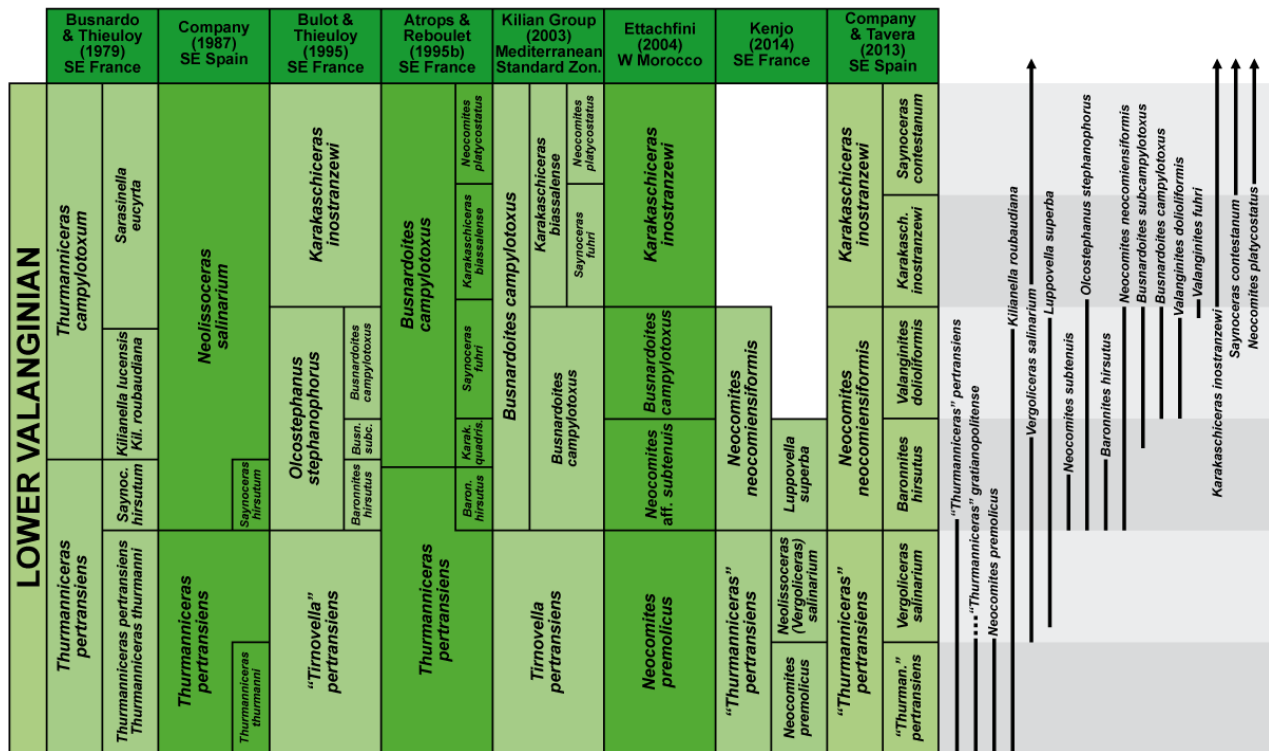 Busnardo
& Thieuloy
(1979)
SE France
Company
(1987)
SE Spain
Bulot &
Thieuloy
(1995)
SE France
Atrops &
Reboulet
(1995b)
SE France
Kilian Group
(2003)
Mediterranean
Standard Zon.
Ettachfini
(2004)
W Morocco
Kenjo
(2014)
SE France
Company
& Tavera
(2013)
SE Spain
LOWER VALANGINIAN
Thurmanniceras
campylotoxum
Thurmanniceras
pertransiens
Sarasinella
eucyrta
Kilianella lucensis
Kil. roubaudiana
Saynoc.
hirsutum
Thurmanniceras pertransiens
Thurmanniceras thurmanni
Neolissoceras
salinarium
Saynoceras
hirsutum
Thurmanniceras
pertransiens
Thurmanniceras
thurmanni
Karakaschiceras
inostranzewi
Olcostephanus
stephanophorus
Busnardoites
campylotoxus
Busn.
subc.
Baronnites
hirsutus
“Tirnovella”
pertransiens
Busnardoites
campylotoxus
Neocomites
platycostatus
Karakaschiceras
biassalense
Saynoceras
fuhri
Karak.
quadris.
Baron.
hirsutus
Thurmanniceras
pertransiens
Busnardoites campylotoxus
Karakaschiceras
biassalense
Neocomites
platycostatus
Saynoceras
fuhri
Busnardoites
campylotoxus
Tirnovella
pertransiens
Karakaschiceras
inostranzewi
Busnardoites
campylotoxus
Neocomites
aff. subtenuis
Neocomites
premolicus
Neocomites
neocomiensiformis
Luppovella
superba
“Thurmanniceras”
pertransiens
Neolissoceras
(Vergoliceras)
salinarium
Neocomites
premolicus
Karakaschiceras
inostranzewi
Saynoceras
contestanum
Karakasch.
inostranzewi
Neocomites
neocomiensiformis
Valanginites
dolioliformis
Baronnites
hirsutus
“Thurmanniceras”
pertransiens
Vergoliceras
salinarium
“Thurman.”
pertransiens
“Thurmanniceras” pertransiens
“Thurmanniceras” gratianopolitense
Neocomites premolicus
Kilianella roubaudiana
Vergoliceras salinarium
Luppovella superba
Neocomites subtenuis
Olcostephanus stephanophorus
Baronnites hirsutus
Neocomites neocomiensiformis
Busnardoites subcampylotoxus
Busnardoites campylotoxus
Valanginites dolioliformis
Valanginites fuhri
Karakaschiceras inostranzewi
Saynoceras contestanum
Neocomites platycostatus